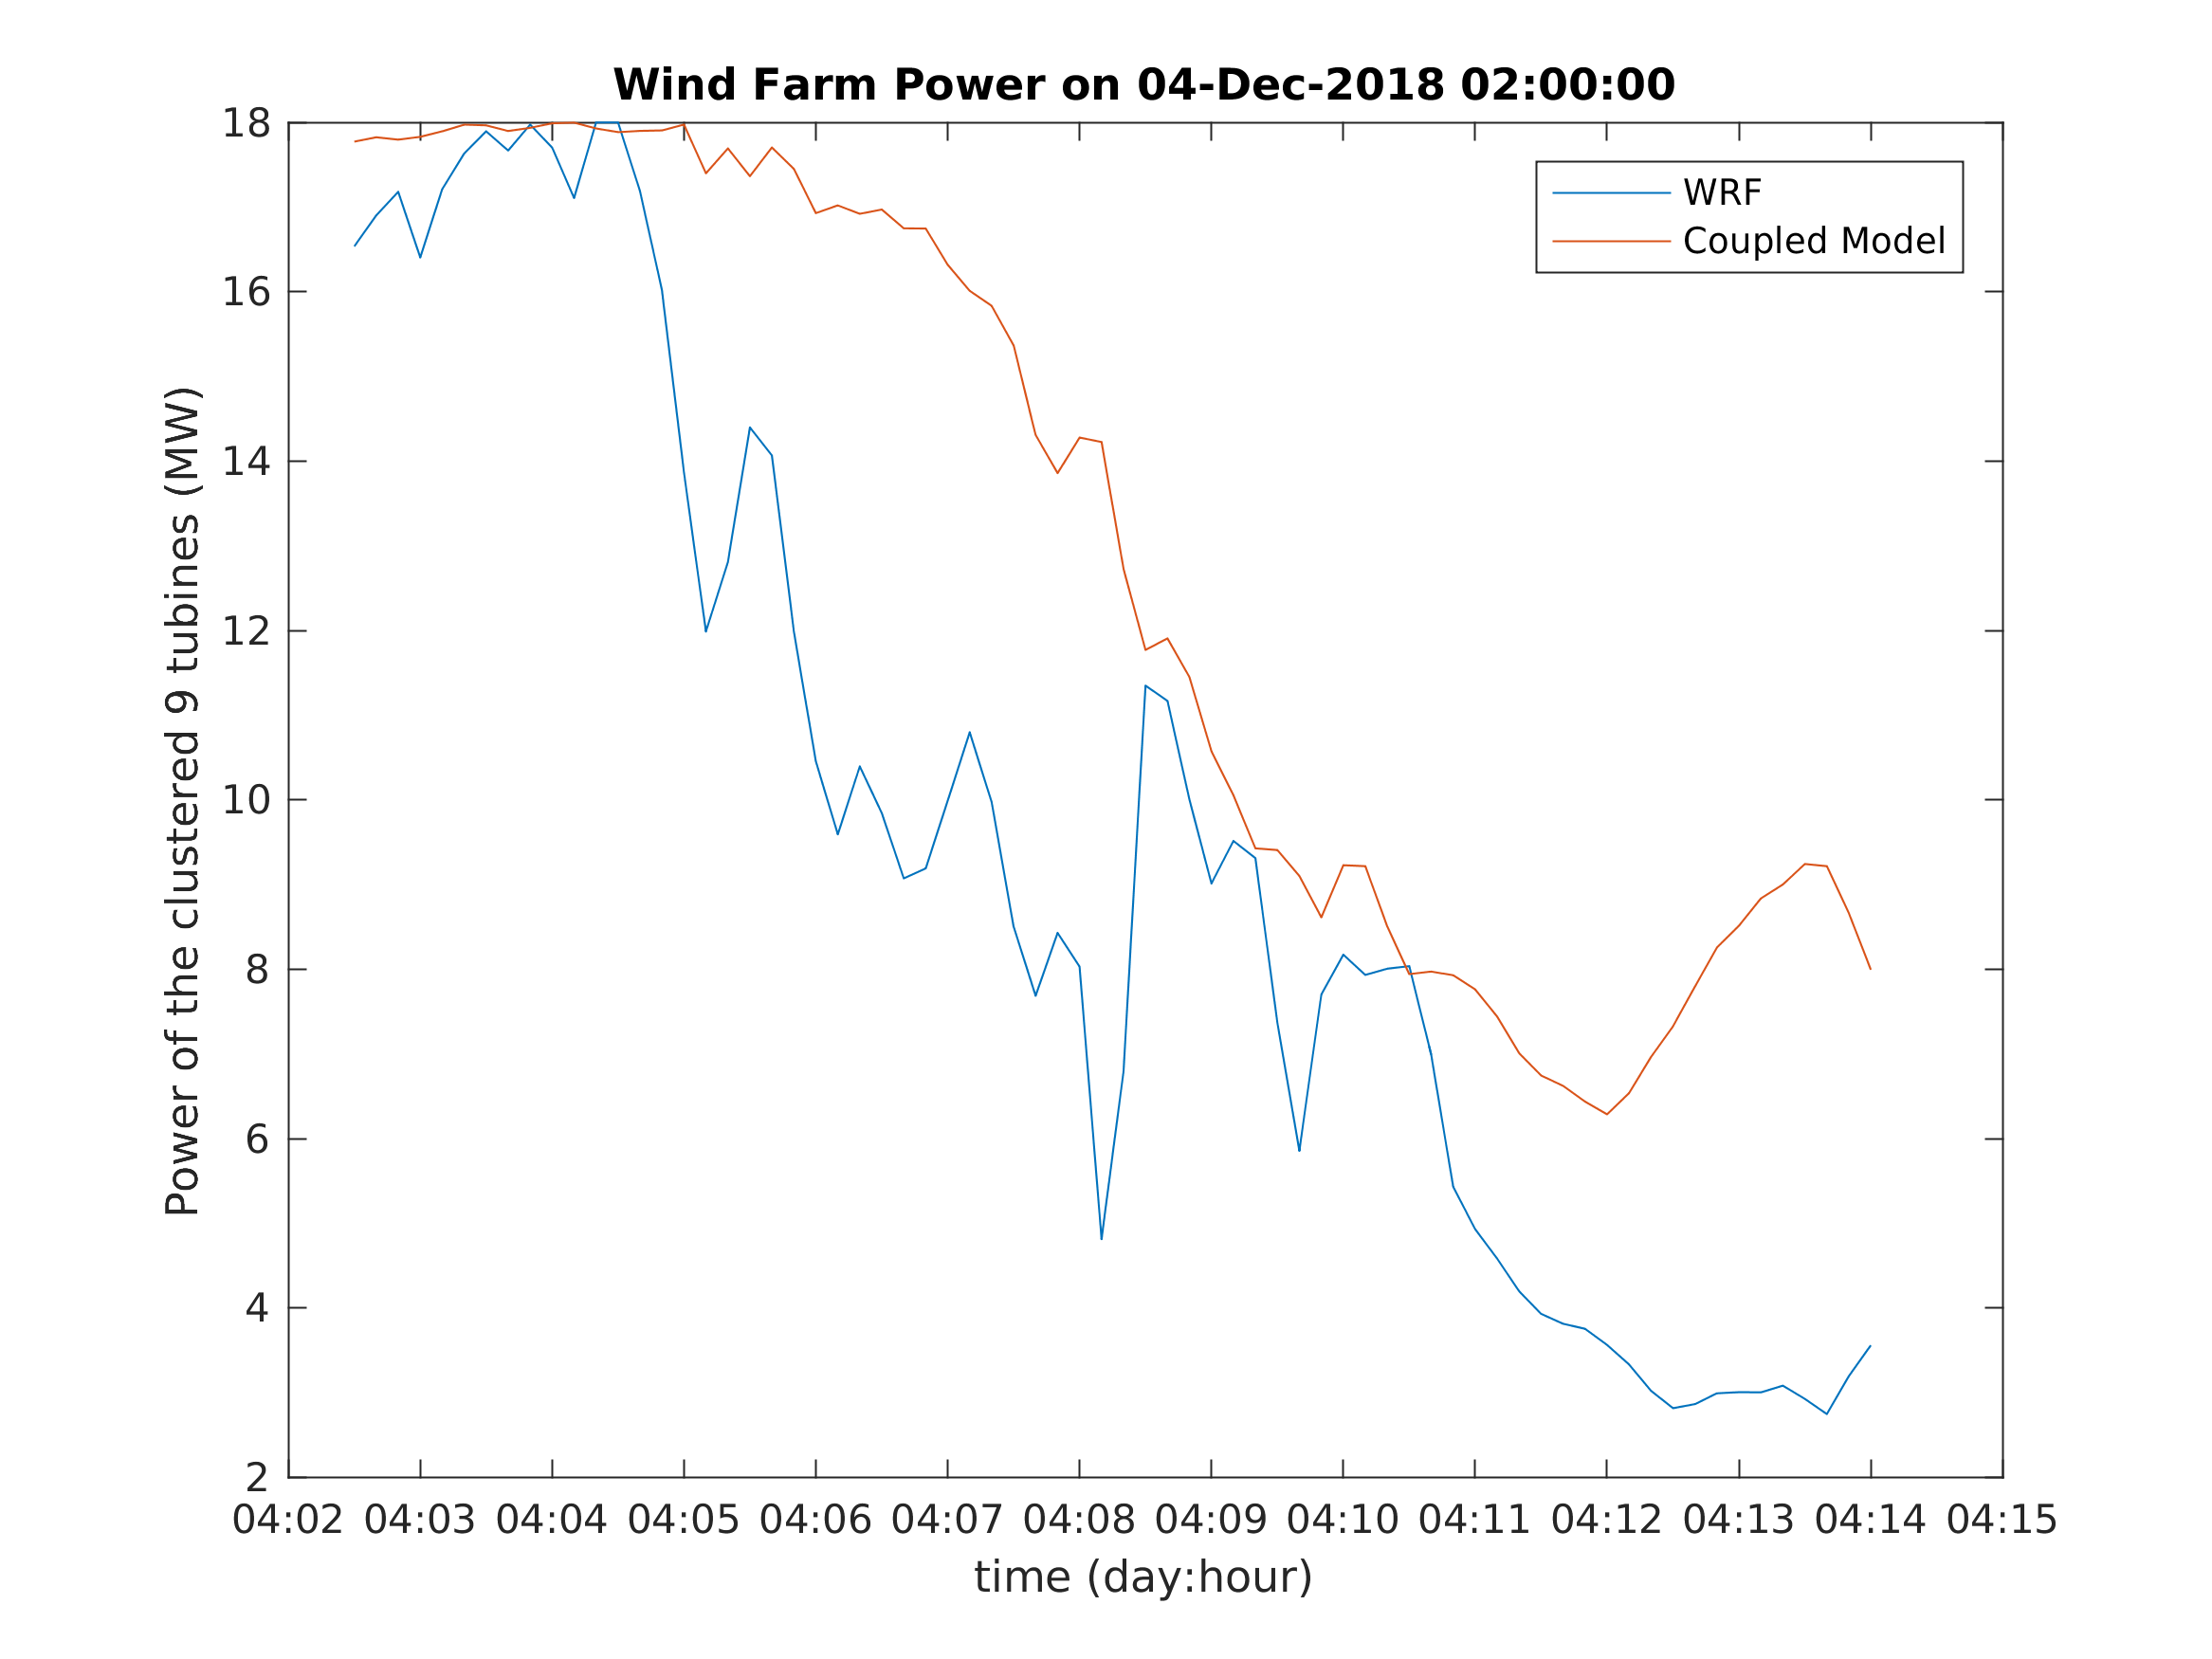 Wind Farm Power on 04-Dec-2018 02:00:00
WRF
Coupled Model
Power of the clustered 9 tubines (MW)
18
16
14
12
10
8
6
4
2
04:02 04:03 04:04 04:05 04:06 04:07 04:08 04:09 04:10 04:11 04:12 04:13 04:14 04:15
time (day:hour)